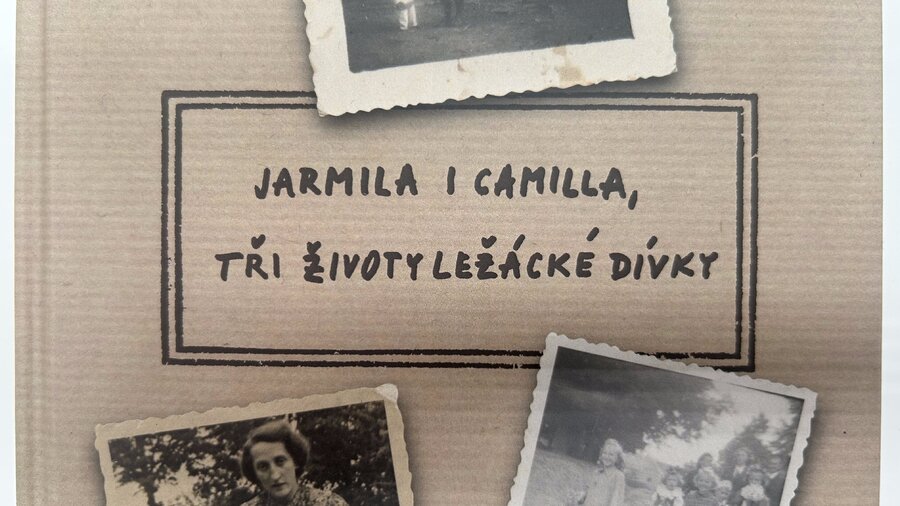 JARMILA I CAMILLA,
TŘI ŽIVOTY LEŽÁCKÉ DÍVKY